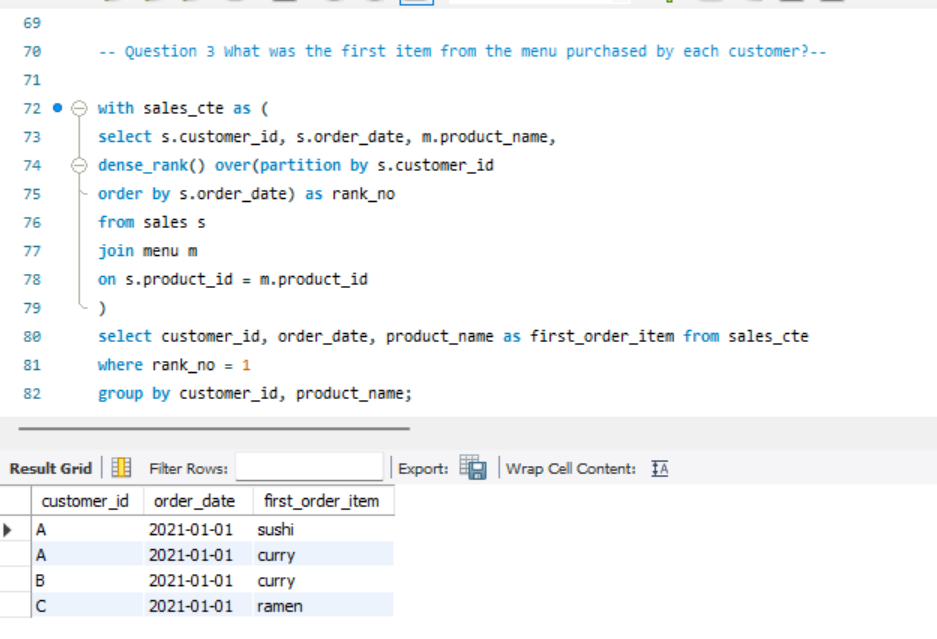 69
70 -- Question 3 What was the first item from the menu purchased by each customer?--
71
72 with sales_cte as (
73 select s.customer_id, s.order_date, m.product_name,
74 dense_rank() over(partition by s.customer_id
75 order by s.order_date) as rank_no
76 from sales s
77 join menu m
78 on s.product_id = m.product_id
79 )
80 select customer_id, order_date, product_name as first_order_item from sales_cte
81 where rank_no = 1
82 group by customer_id, product_name;
Result Grid Filter Rows: Export: Wrap Cell Content: IA
customer_id order_date first_order_item
A 2021-01-01 sushi
A 2021-01-01 curry
B 2021-01-01 curry
C 2021-01-01 ramen